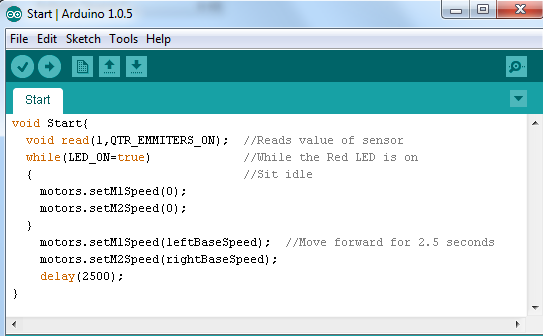 Start | Arduino 1.0.5
File Edit Sketch Tools Help
Start
void Start{
  void read(1,QTR_EMMITERS_ON);  //Reads value of sensor
  while(LED_ON=true)             //While the Red LED is on
  {                              //Sit idle
    motors.setM1Speed(0);
    motors.setM2Speed(0);
  }
    motors.setM1Speed(leftBaseSpeed);  //Move forward for 2.5 seconds
    motors.setM2Speed(rightBaseSpeed);
    delay(2500);
}